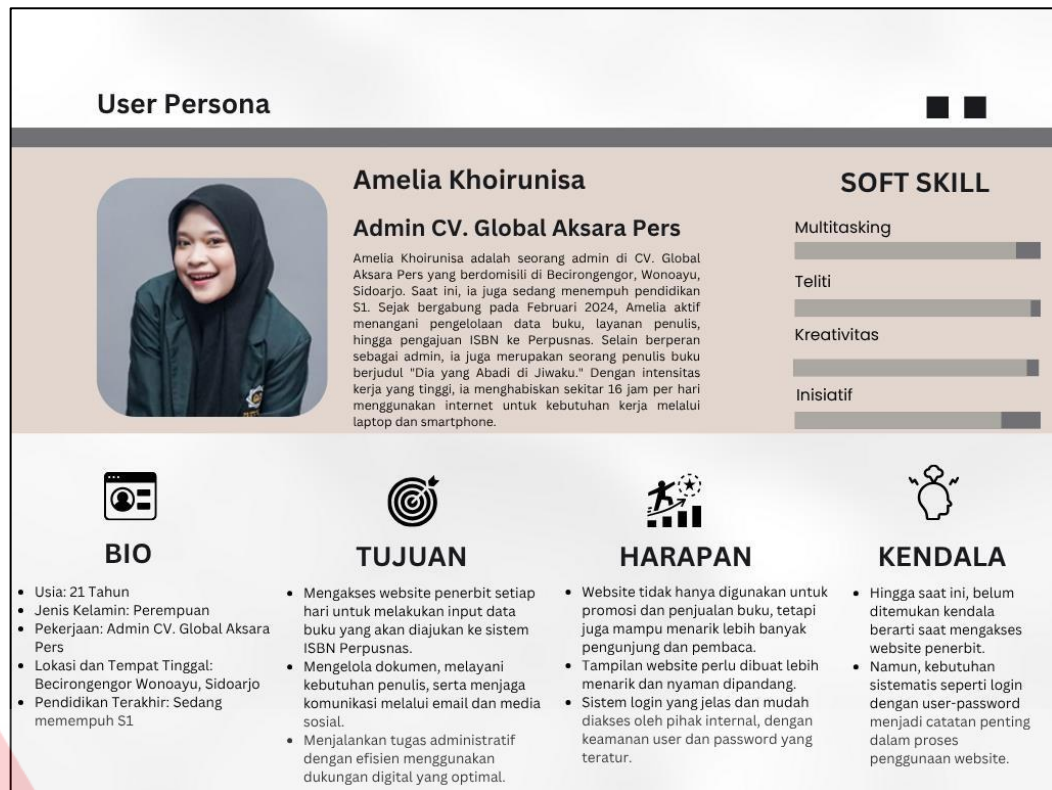 User Persona
Amelia Khoirunisa
Admin CV. Global Aksara Pers
Amelia Khoirunisa adalah seorang admin di CV. Global
Aksara Pers yang berdomisili di Becirongengor, Wonoayu,
Sidoarjo. Saat ini, ia juga sedang menempuh pendidikan
S1. Sejak bergabung pada Februari 2024, Amelia aktif
menangani pengelolaan data buku, layanan penulis,
hingga pengajuan ISBN ke Perpusnas. Selain berperan
sebagai admin, ia juga merupakan seorang penulis buku
berjudul "Dia yang Abadi di Jiwaku." Dengan intensitas
kerja yang tinggi, ia menghabiskan sekitar 16 jam per hari
menggunakan internet untuk kebutuhan kerja melalui
laptop dan smartphone.
SOFT SKILL
Multitasking
Teliti
Kreativitas
Inisiatif
BIO
• Usia: 21 Tahun
• Jenis Kelamin: Perempuan
• Pekerjaan: Admin CV. Global Aksara
Pers
• Lokasi dan Tempat Tinggal:
Becirongengor Wonoayu, Sidoarjo
• Pendidikan Terakhir: Sedang
memempuh S1
TUJUAN
• Mengakses website penerbit setiap
hari untuk melakukan input data
buku yang akan diajukan ke sistem
ISBN Perpusnas.
• Mengelola dokumen, melayani
kebutuhan penulis, serta menjaga
komunikasi melalui email dan media
sosial.
• Menjalankan tugas administratif
dengan efisien menggunakan
dukungan digital yang optimal.
HARAPAN
• Website tidak hanya digunakan untuk
promosi dan penjualan buku, tetapi
juga mampu menarik lebih banyak
pengunjung dan pembaca.
• Tampilan website perlu dibuat lebih
menarik dan nyaman dipandang.
• Sistem login yang jelas dan mudah
diakses oleh pihak internal, dengan
keamanan user dan password yang
teratur.
KENDALA
• Hingga saat ini, belum
ditemukan kendala
berarti saat mengakses
website penerbit.
• Namun, kebutuhan
sistematis seperti login
dengan user-password
menjadi catatan penting
dalam proses
penggunaan website.